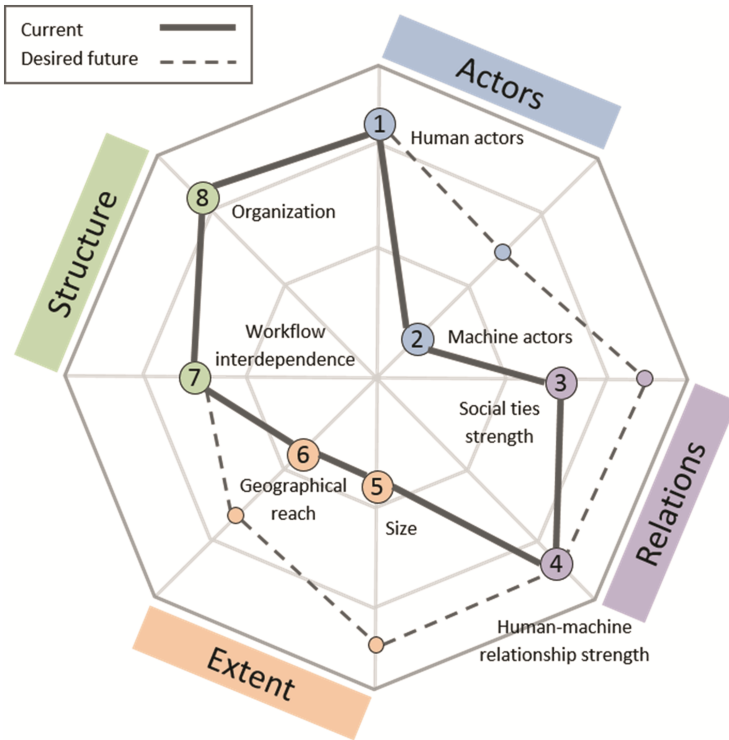 Current
Desired future
Actors
1
Human actors
8
Organization
Structure
Workflow
interdependence
2
Machine actors
7
3
Social ties
strength
6
Geographical
reach
5
Size
Relations
4
Human-machine
relationship strength
Extent